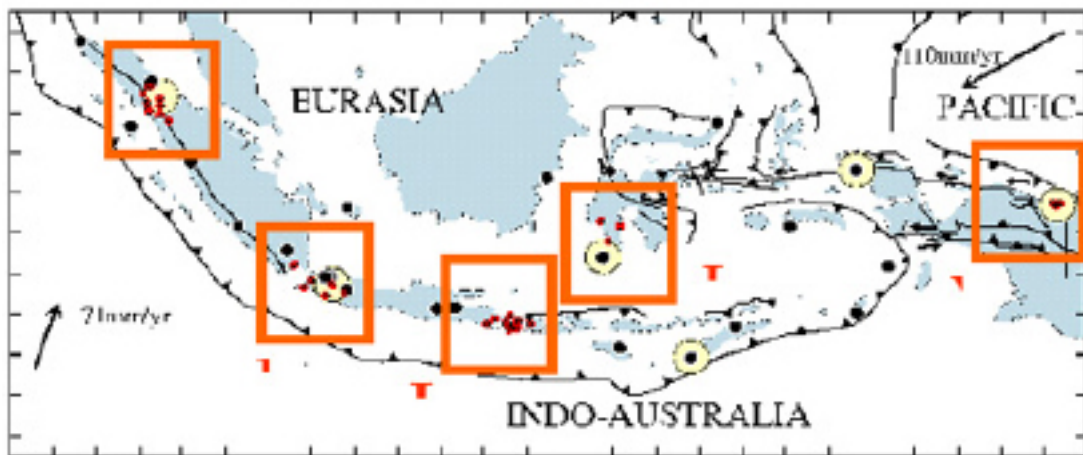 110mm/yr
EURASIA
PACIFIC-
71mm/yr
INDO-AUSTRALIA